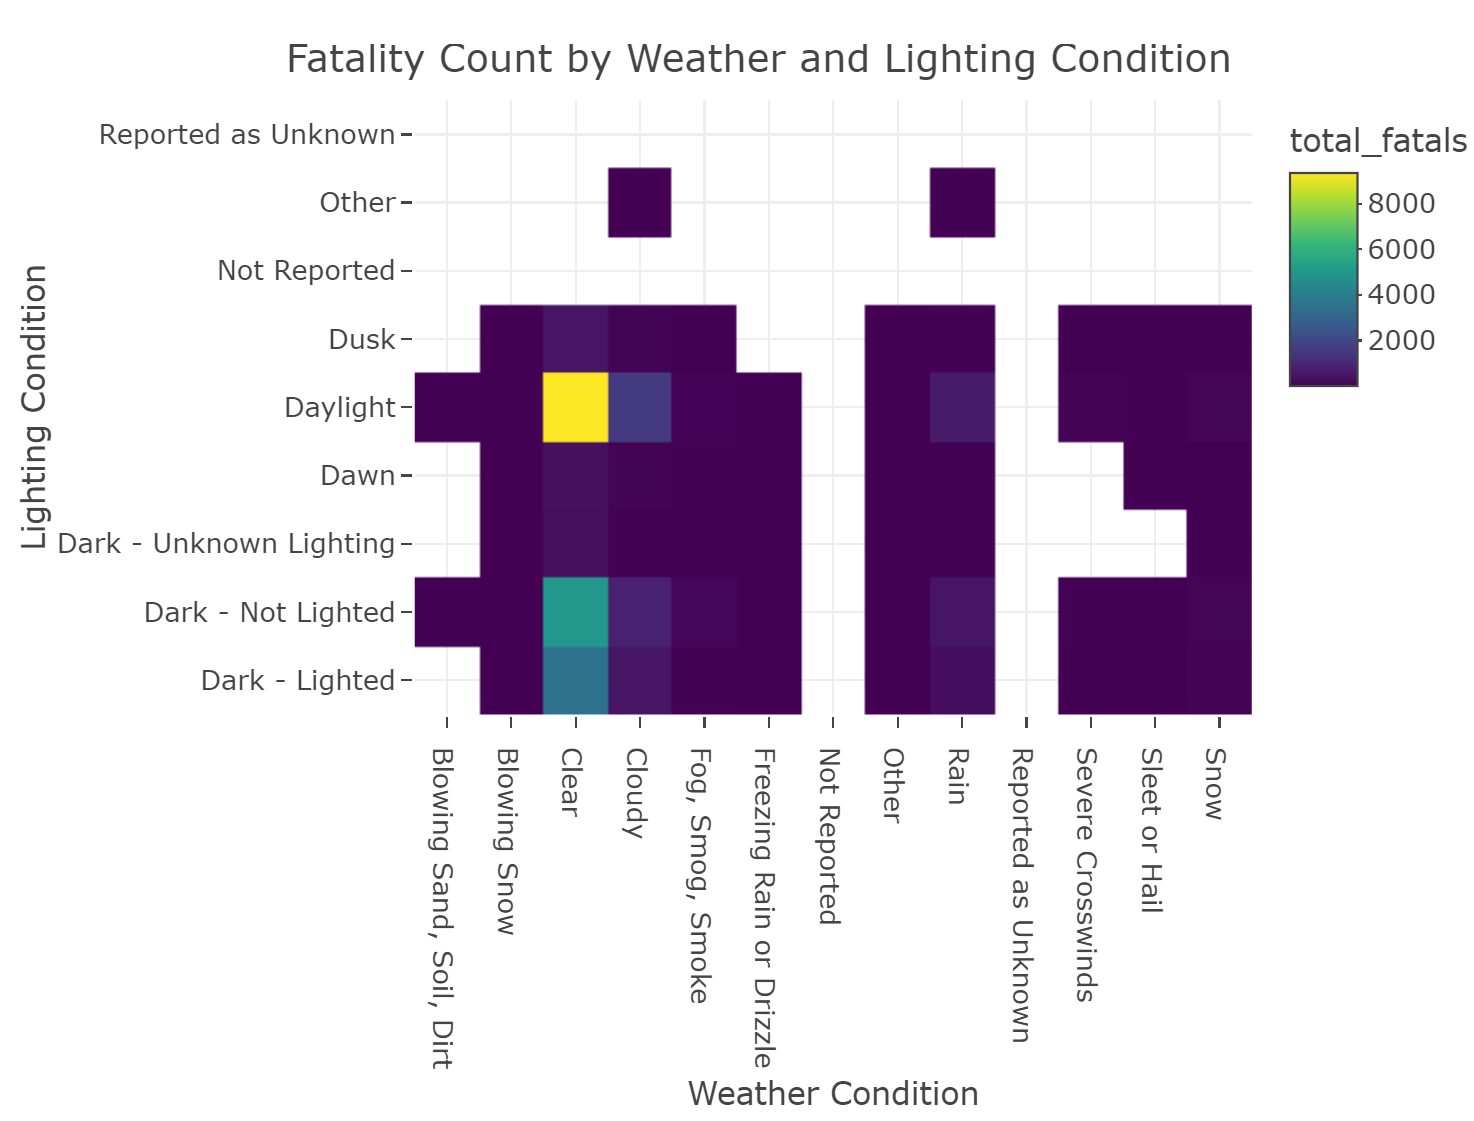 Fatality Count by Weather and Lighting Condition
Lighting Condition
Reported as Unknown
Other
Not Reported
Dusk
Daylight
Dawn
Dark - Unknown Lighting
Dark - Not Lighted
Dark - Lighted
Blowing Sand, Soil, Dirt
Blowing Snow
Clear
Cloudy
Fog, Smog, Smoke
Freezing Rain or Drizzle
Not Reported
Other
Rain
Reported as Unknown
Severe Crosswinds
Sleet or Hail
Snow
Weather Condition
total_fatals
8000
6000
4000
2000